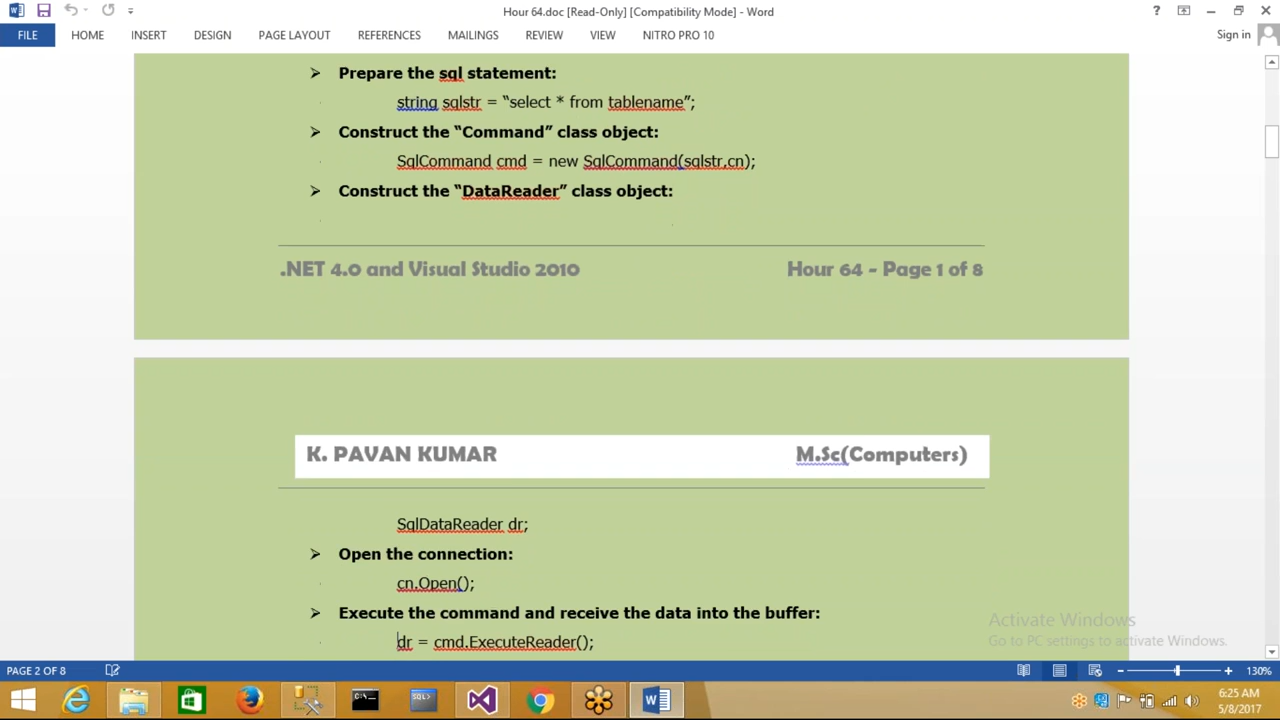 Hour 64.doc [Read-Only] [Compatibility Mode] - Word
FILE HOME INSERT DESIGN PAGE LAYOUT REFERENCES MAILINGS REVIEW VIEW NITRO PRO 10 Sign in
Prepare the sql statement:
string sqlstr = “select * from tablename”;
Construct the “Command” class object:
SqlCommand cmd = new SqlCommand(sqlstr,cn);
Construct the “DataReader” class object:
.NET 4.0 and Visual Studio 2010 Hour 64 - Page 1 of 8
K. PAVAN KUMAR M.Sc(Computers)
SqlDataReader dr;
Open the connection:
cn.Open();
Execute the command and receive the data into the buffer:
dr = cmd.ExecuteReader();
Activate Windows
Go to PC settings to activate Windows.
PAGE 2 OF 8 130%
6:25 AM
5/8/2017